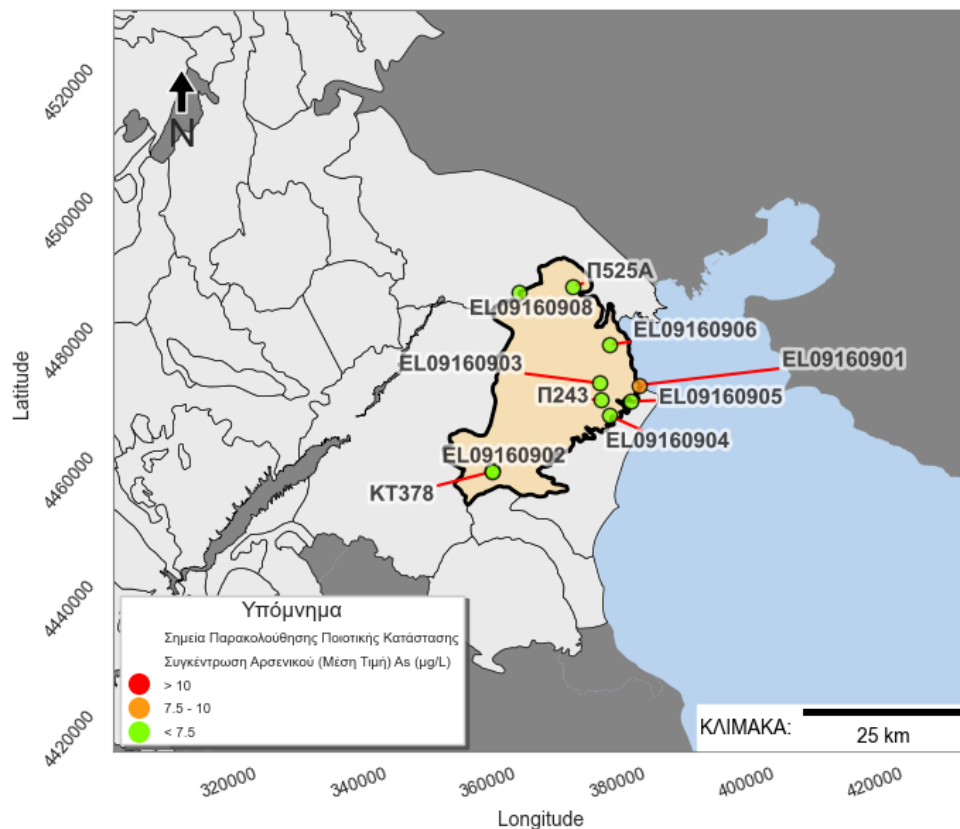 4520000
4500000
4480000
4460000
4440000
4420000
Latitude
N
Π525Α
EL09160908
EL09160906
EL09160903
EL09160901
Π243
EL09160905
EL09160904
EL09160902
KT378
Υπόμνημα
Σημεία Παρακολούθησης Ποιοτικής Κατάστασης
Συγκέντρωση Αρσενικού (Μέση Τιμή) As (μg/L)
> 10
7.5 - 10
< 7.5
ΚΛΙΜΑΚΑ:
25 km
320000
340000
360000
380000
400000
420000
Longitude